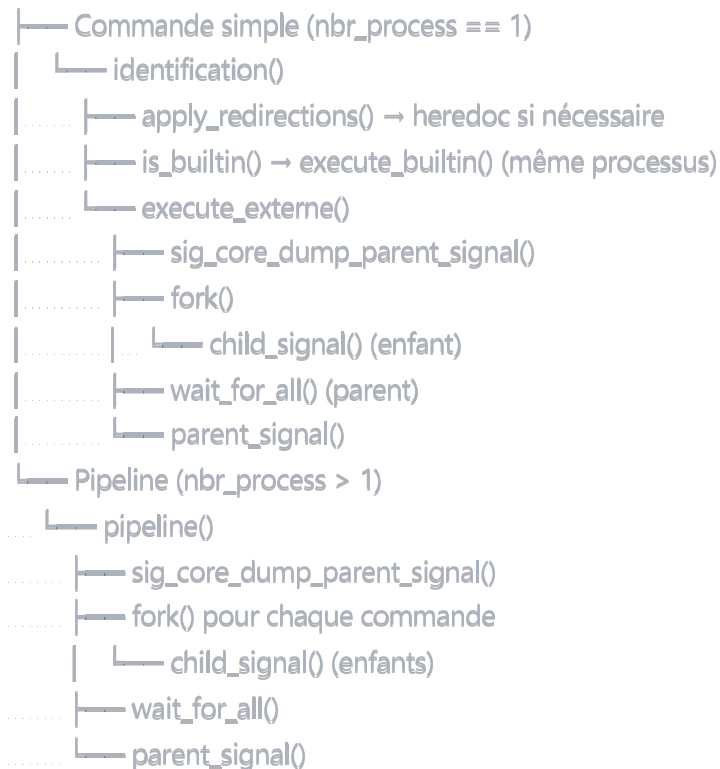 ├── Commande simple (nbr_process == 1)
│   └── identification()
│       ├── apply_redirections() → heredoc si nécessaire
│       ├── is_builtin() → execute_builtin() (même processus)
│       └── execute_externe()
│           ├── sig_core_dump_parent_signal()
│           ├── fork()
│           │   └── child_signal() (enfant)
│           ├── wait_for_all() (parent)
│           └── parent_signal()
└── Pipeline (nbr_process > 1)
    └── pipeline()
        ├── sig_core_dump_parent_signal()
        ├── fork() pour chaque commande
        │   └── child_signal() (enfants)
        ├── wait_for_all()
        └── parent_signal()